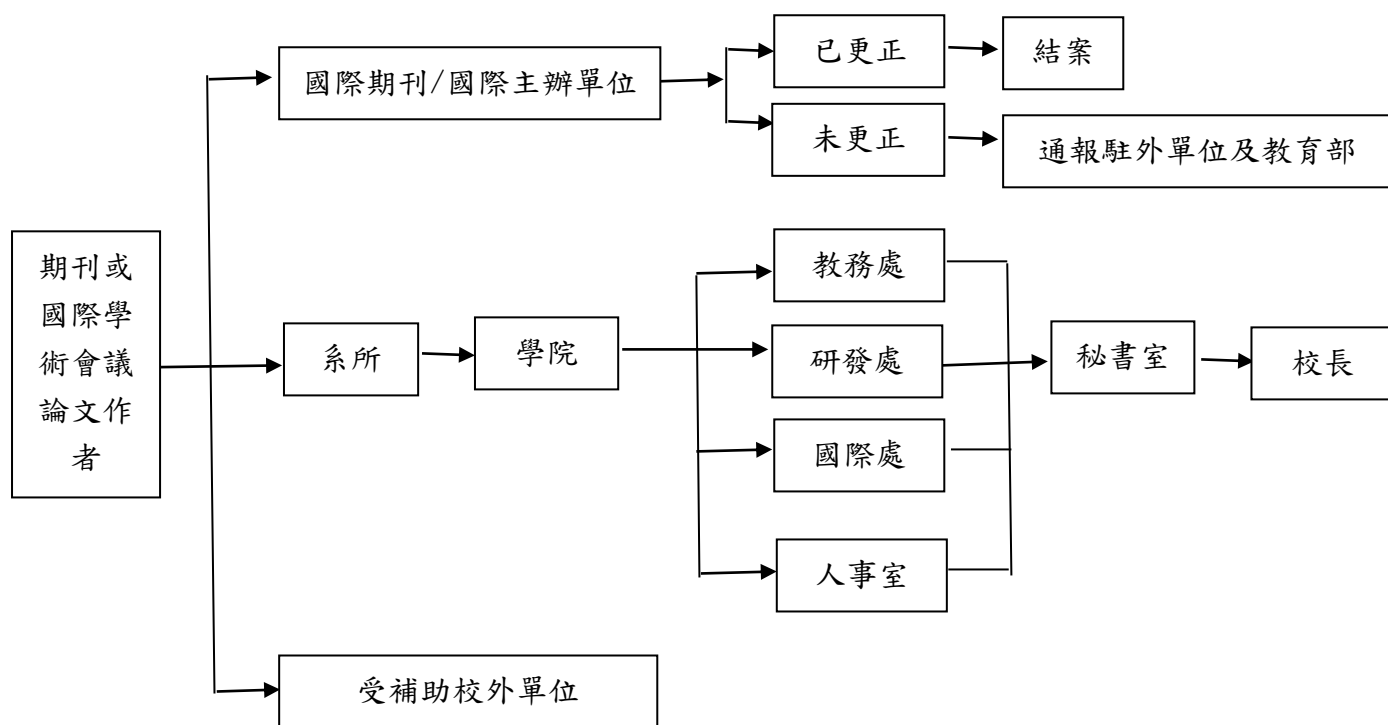 已更正
結案
國際期刊/國際主辦單位
未更正
通報駐外單位及教育部
期刊或
國際學
術會議
論文作
者
教務處
系所
學院
研發處
秘書室
校長
國際處
人事室
受補助校外單位